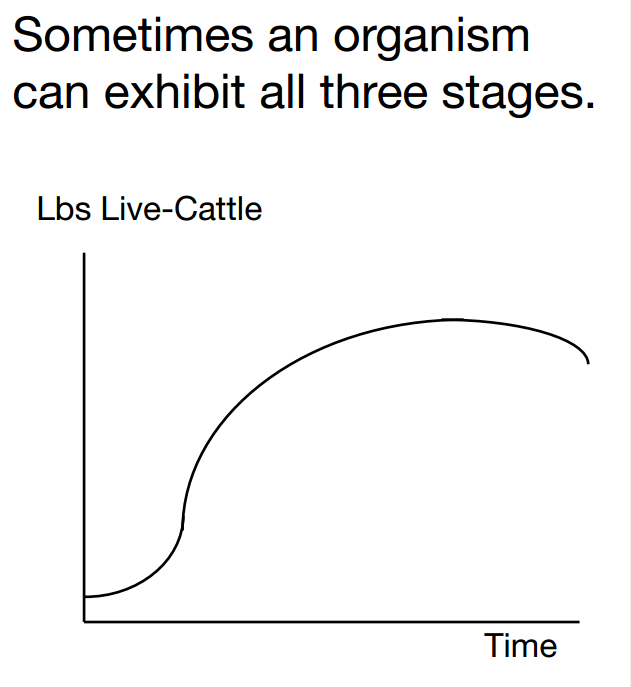 Sometimes an organism
can exhibit all three stages.
Lbs Live-Cattle
Time